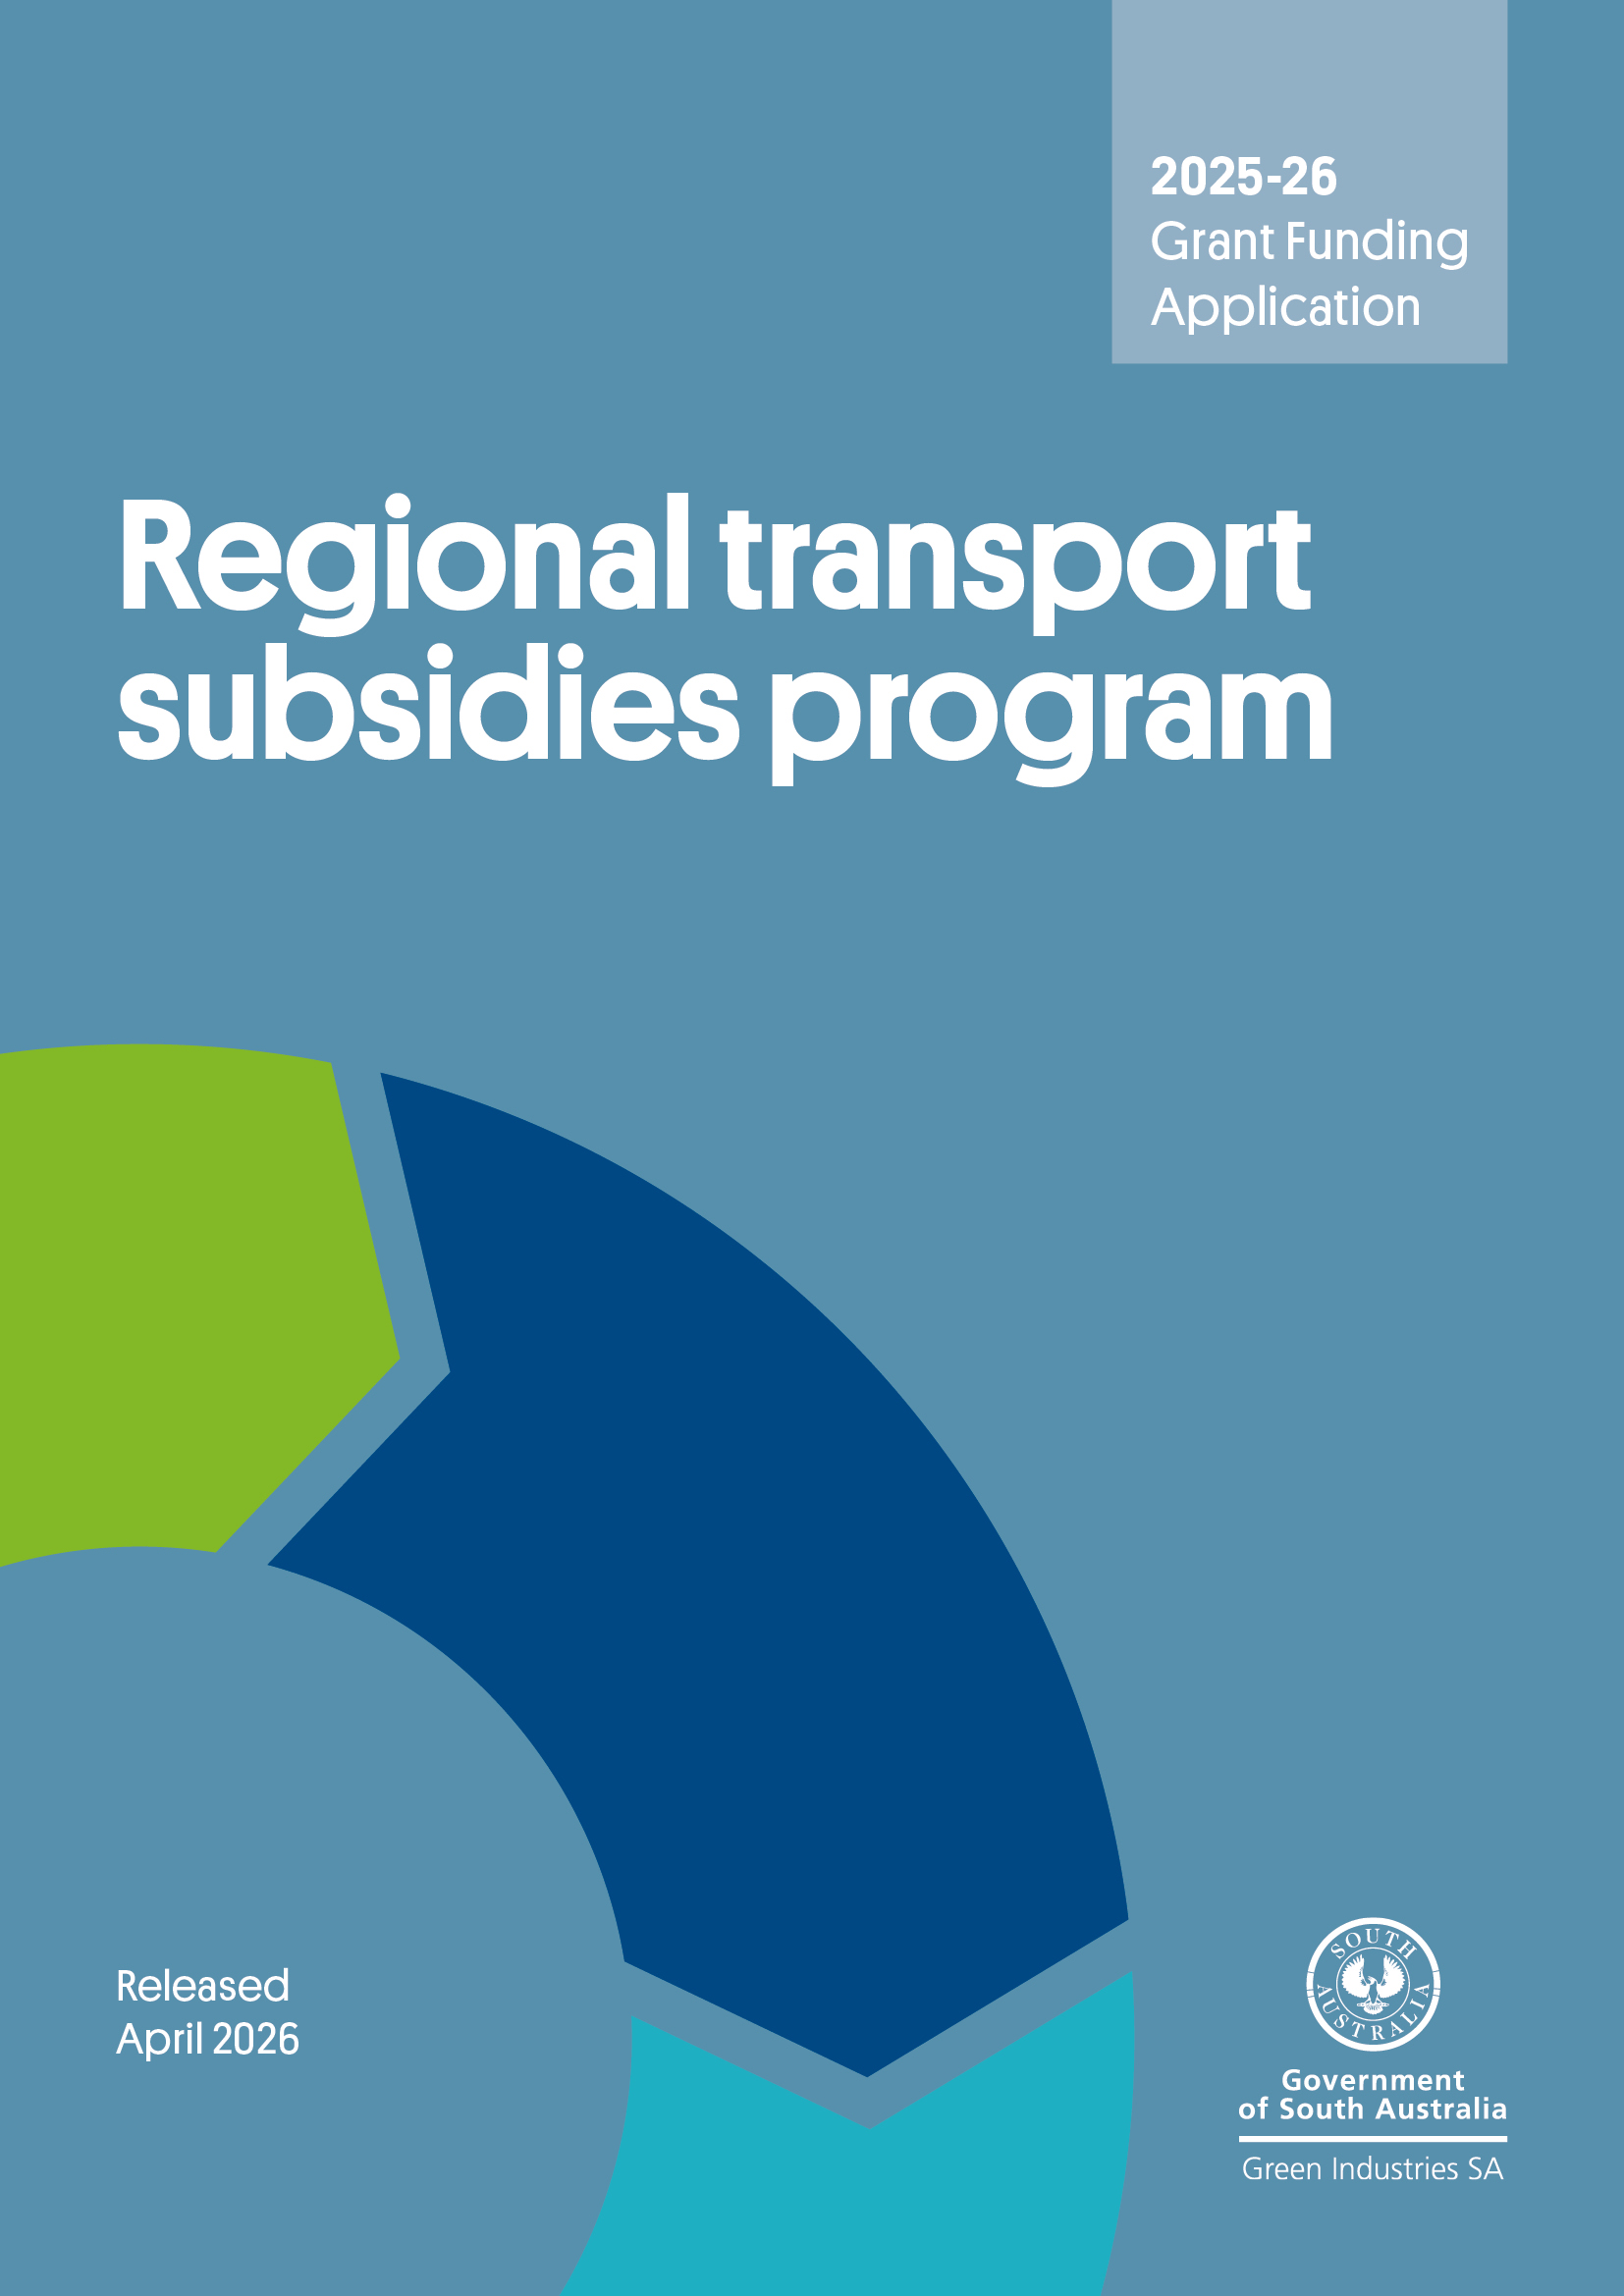 2025-26
Grant Funding
Application
Regional transport
subsidies program
Released
April 2026
SOUTH
AUSTRALIA
Government
of South Australia
Green Industries SA